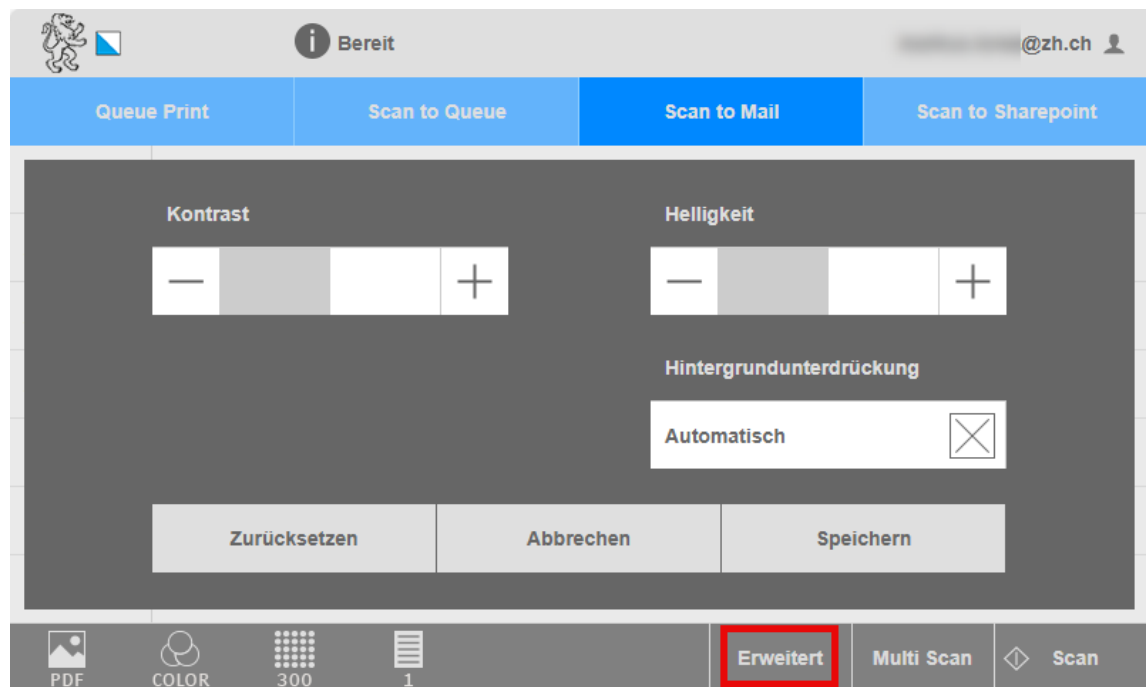 Bereit
@zh.ch
Queue Print
Scan to Queue
Scan to Mail
Scan to Sharepoint
Kontrast
Helligkeit
Hintergrundunterdrückung
Automatisch
Zurücksetzen
Abbrechen
Speichern
PDF
COLOR
300
1
Erweitert
Multi Scan
Scan